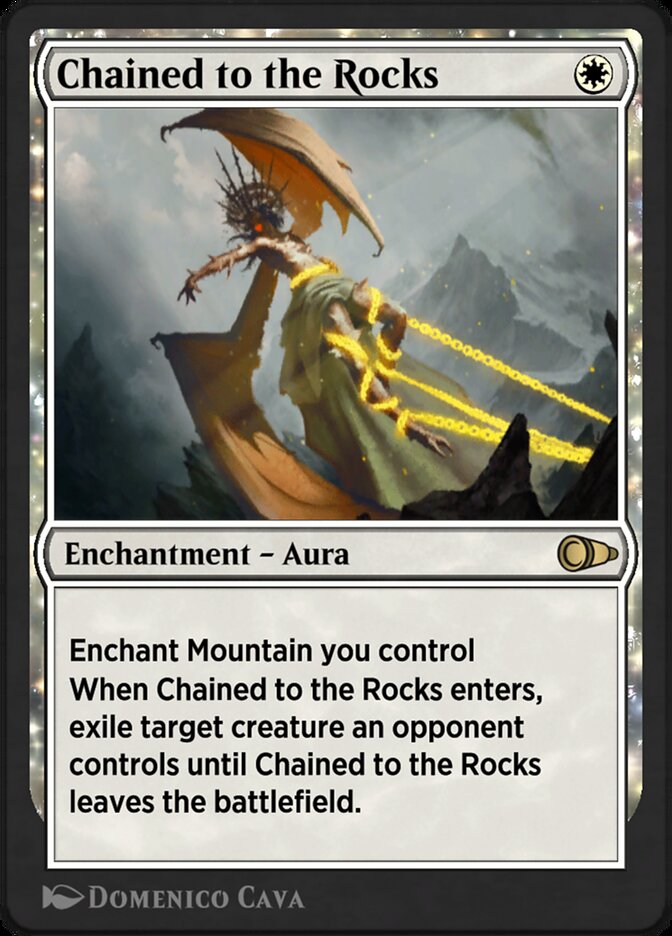 Chained to the Rocks
Enchantment – Aura
Enchant Mountain you control
When Chained to the Rocks enters,
exile target creature an opponent
controls until Chained to the Rocks
leaves the battlefield.
Domenico Cava